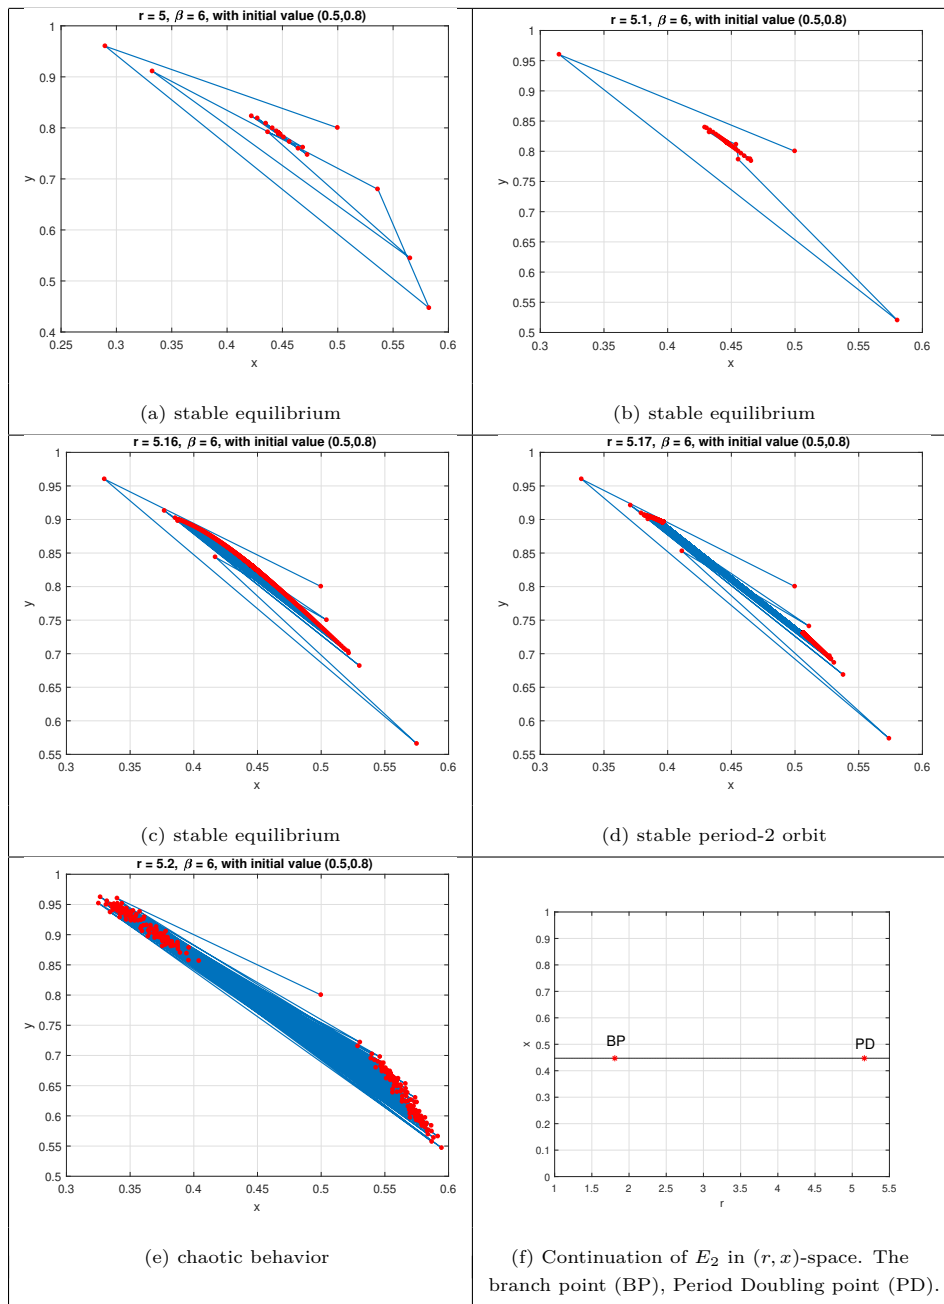 r = 5, β = 6, with initial value (0.5,0.8)
1
0.9
0.8
0.7
0.6
0.5
0.4
y
0.25 0.3 0.35 0.4 0.45 0.5 0.55 0.6
x
(a) stable equilibrium
r = 5.1, β = 6, with initial value (0.5,0.8)
1
0.95
0.9
0.85
0.8
0.75
0.7
0.65
0.6
0.55
0.5
y
0.3 0.35 0.4 0.45 0.5 0.55 0.6
x
(b) stable equilibrium
r = 5.16, β = 6, with initial value (0.5,0.8)
1
0.95
0.9
0.85
0.8
0.75
0.7
0.65
0.6
0.55
y
0.3 0.35 0.4 0.45 0.5 0.55 0.6
x
(c) stable equilibrium
r = 5.17, β = 6, with initial value (0.5,0.8)
1
0.95
0.9
0.85
0.8
0.75
0.7
0.65
0.6
0.55
y
0.3 0.35 0.4 0.45 0.5 0.55 0.6
x
(d) stable period-2 orbit
r = 5.2, β = 6, with initial value (0.5,0.8)
1
0.95
0.9
0.85
0.8
0.75
0.7
0.65
0.6
0.55
0.5
y
0.3 0.35 0.4 0.45 0.5 0.55 0.6
x
(e) chaotic behavior
1
0.9
0.8
0.7
0.6
0.5
0.4
0.3
0.2
0.1
0
x
BP PD
1 1.5 2 2.5 3 3.5 4 4.5 5 5.5
r
(f) Continuation of E₂ in (r, x)-space. The
branch point (BP), Period Doubling point (PD).